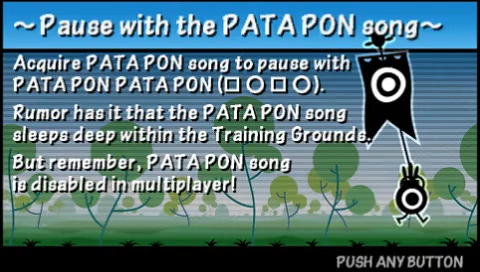 ～Pause with the PATA PON song～
Acquire PATA PON song to pause with
PATA PON PATA PON (□ ○ □ ○).
Rumor has it that the PATA PON song
sleeps deep within the Training Grounds.
But remember, PATA PON song
is disabled in multiplayer!
PUSH ANY BUTTON